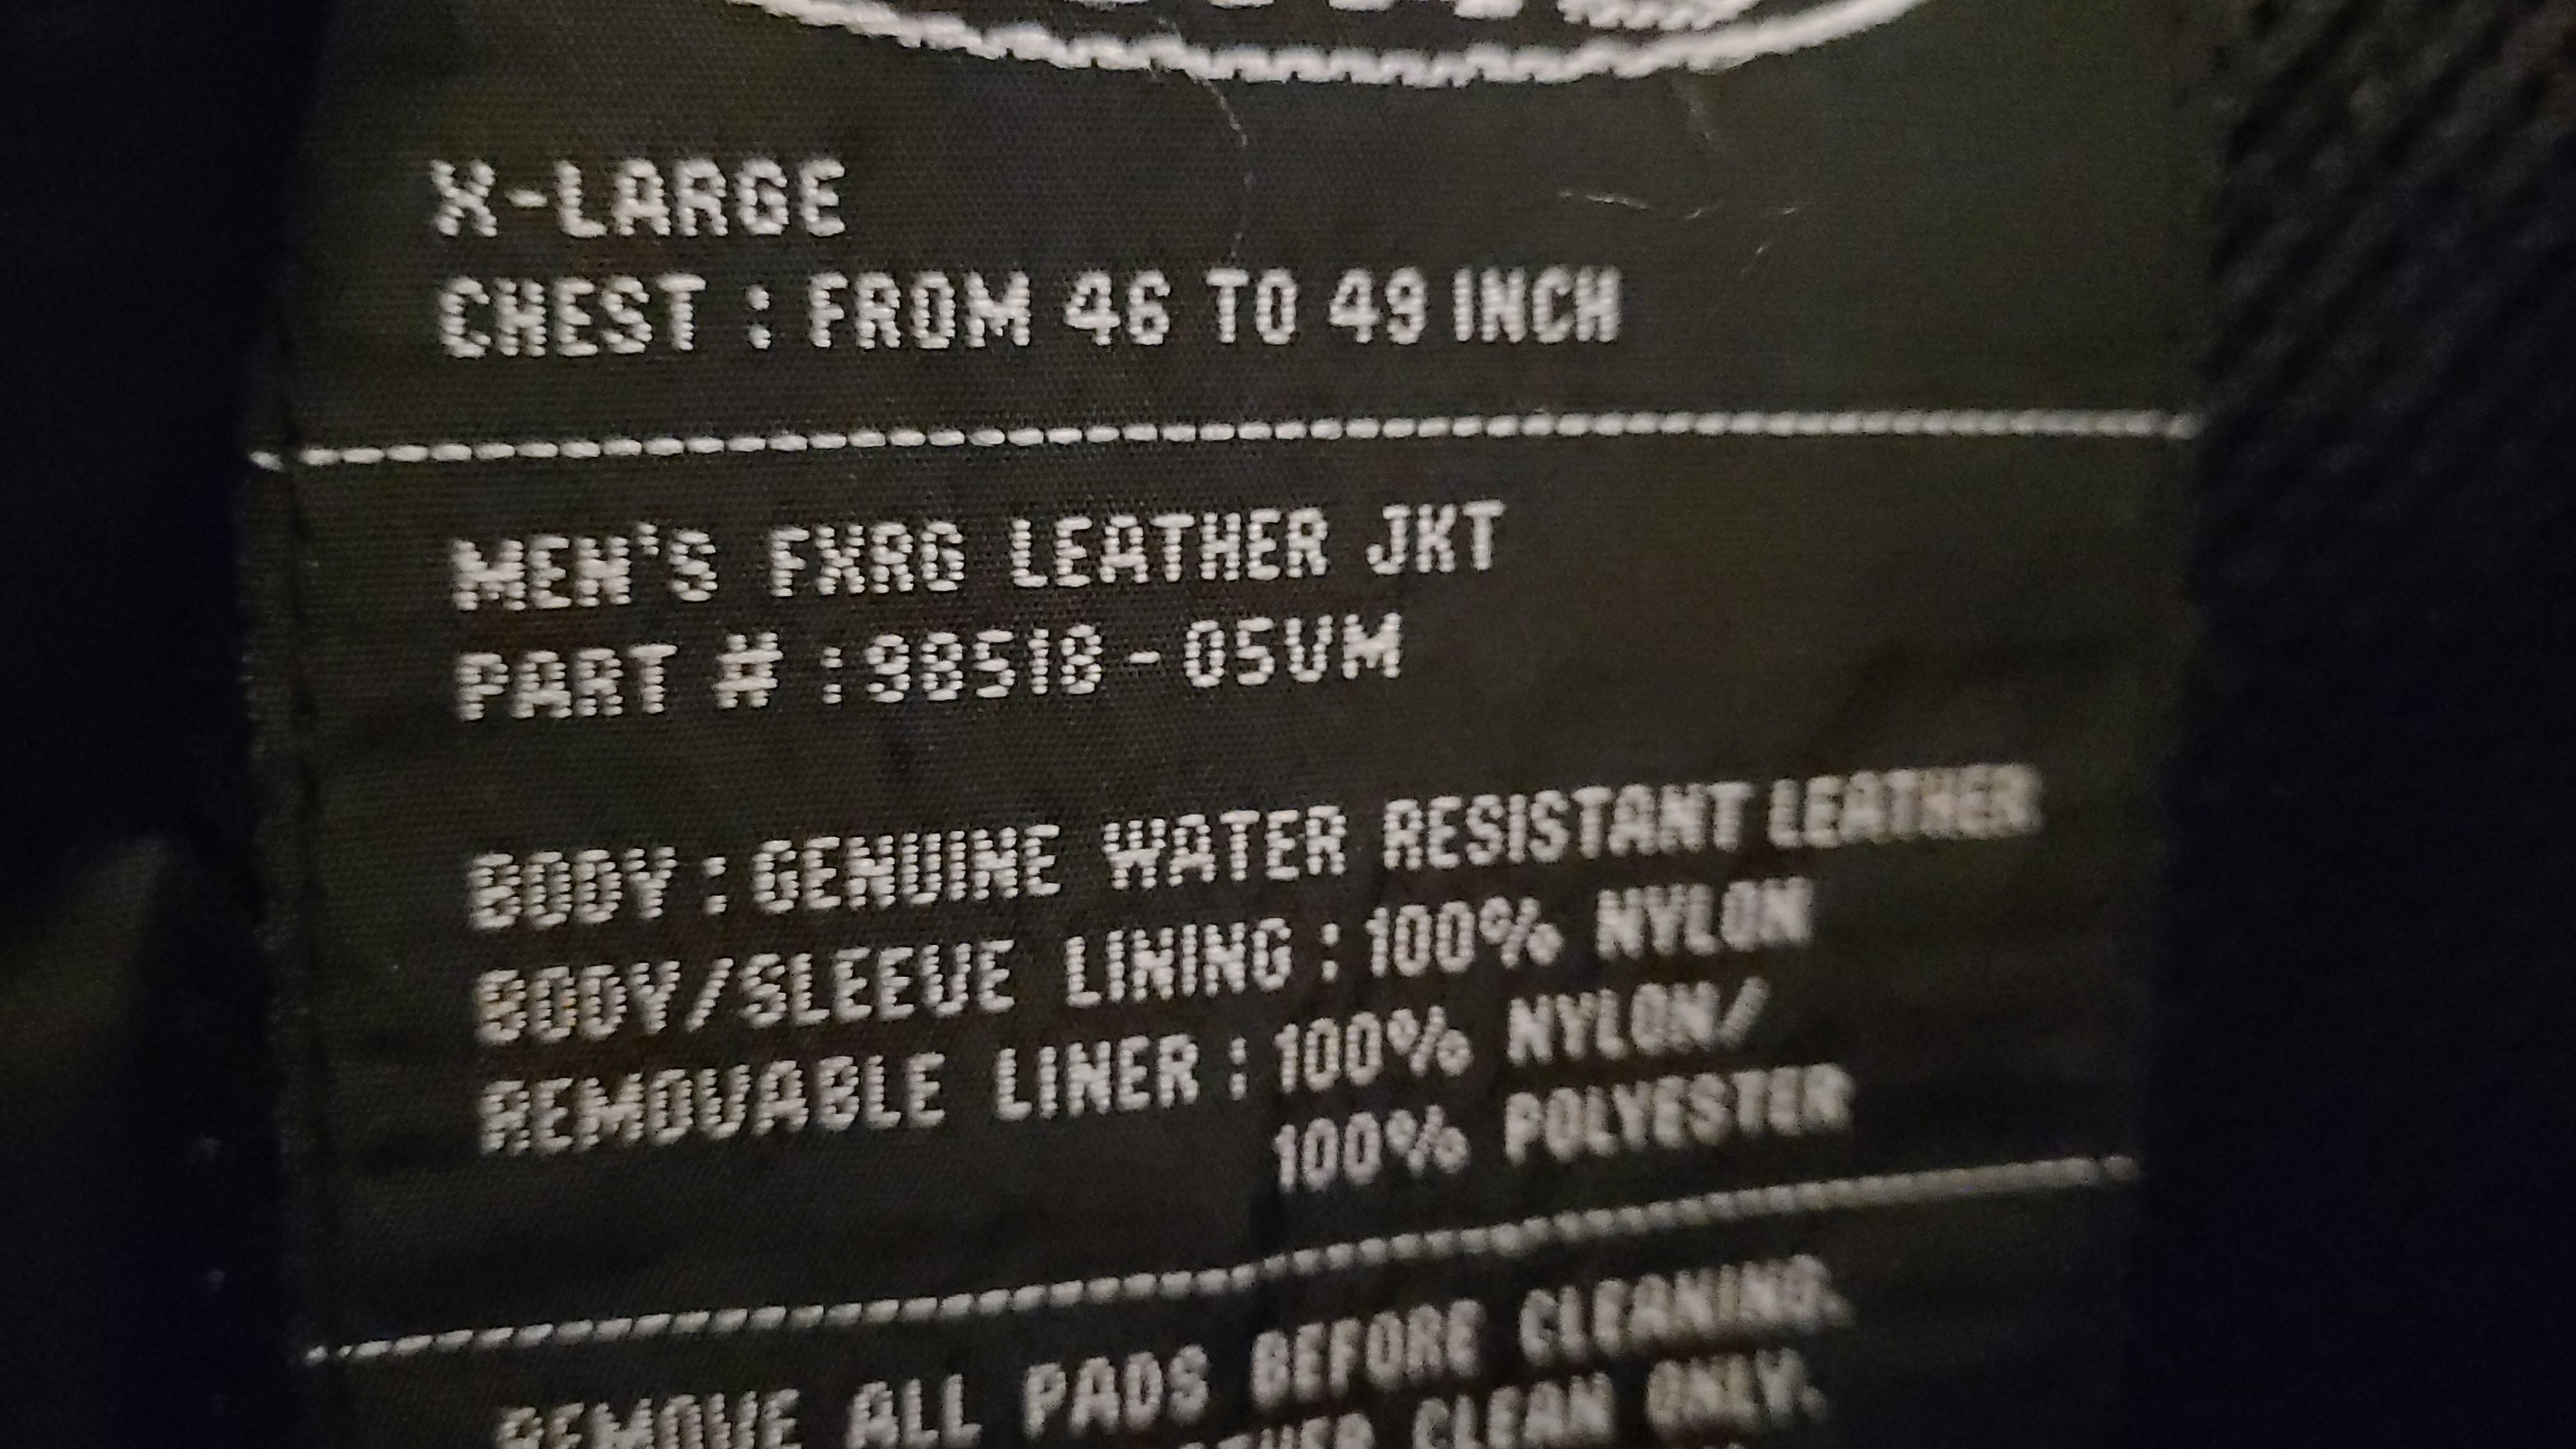 X-LARGE
CHEST : FROM 46 TO 49 INCH
MEN'S FXRG LEATHER JKT
PART # : 98518 - 05VM
BODY : GENUINE WATER RESISTANT LEATHER
BODY/SLEEVE LINING : 100% NYLON
REMOVABLE LINER : 100% NYLON/
100% POLYESTER
REMOVE ALL PADS BEFORE CLEANING.
CLEAN ONLY.